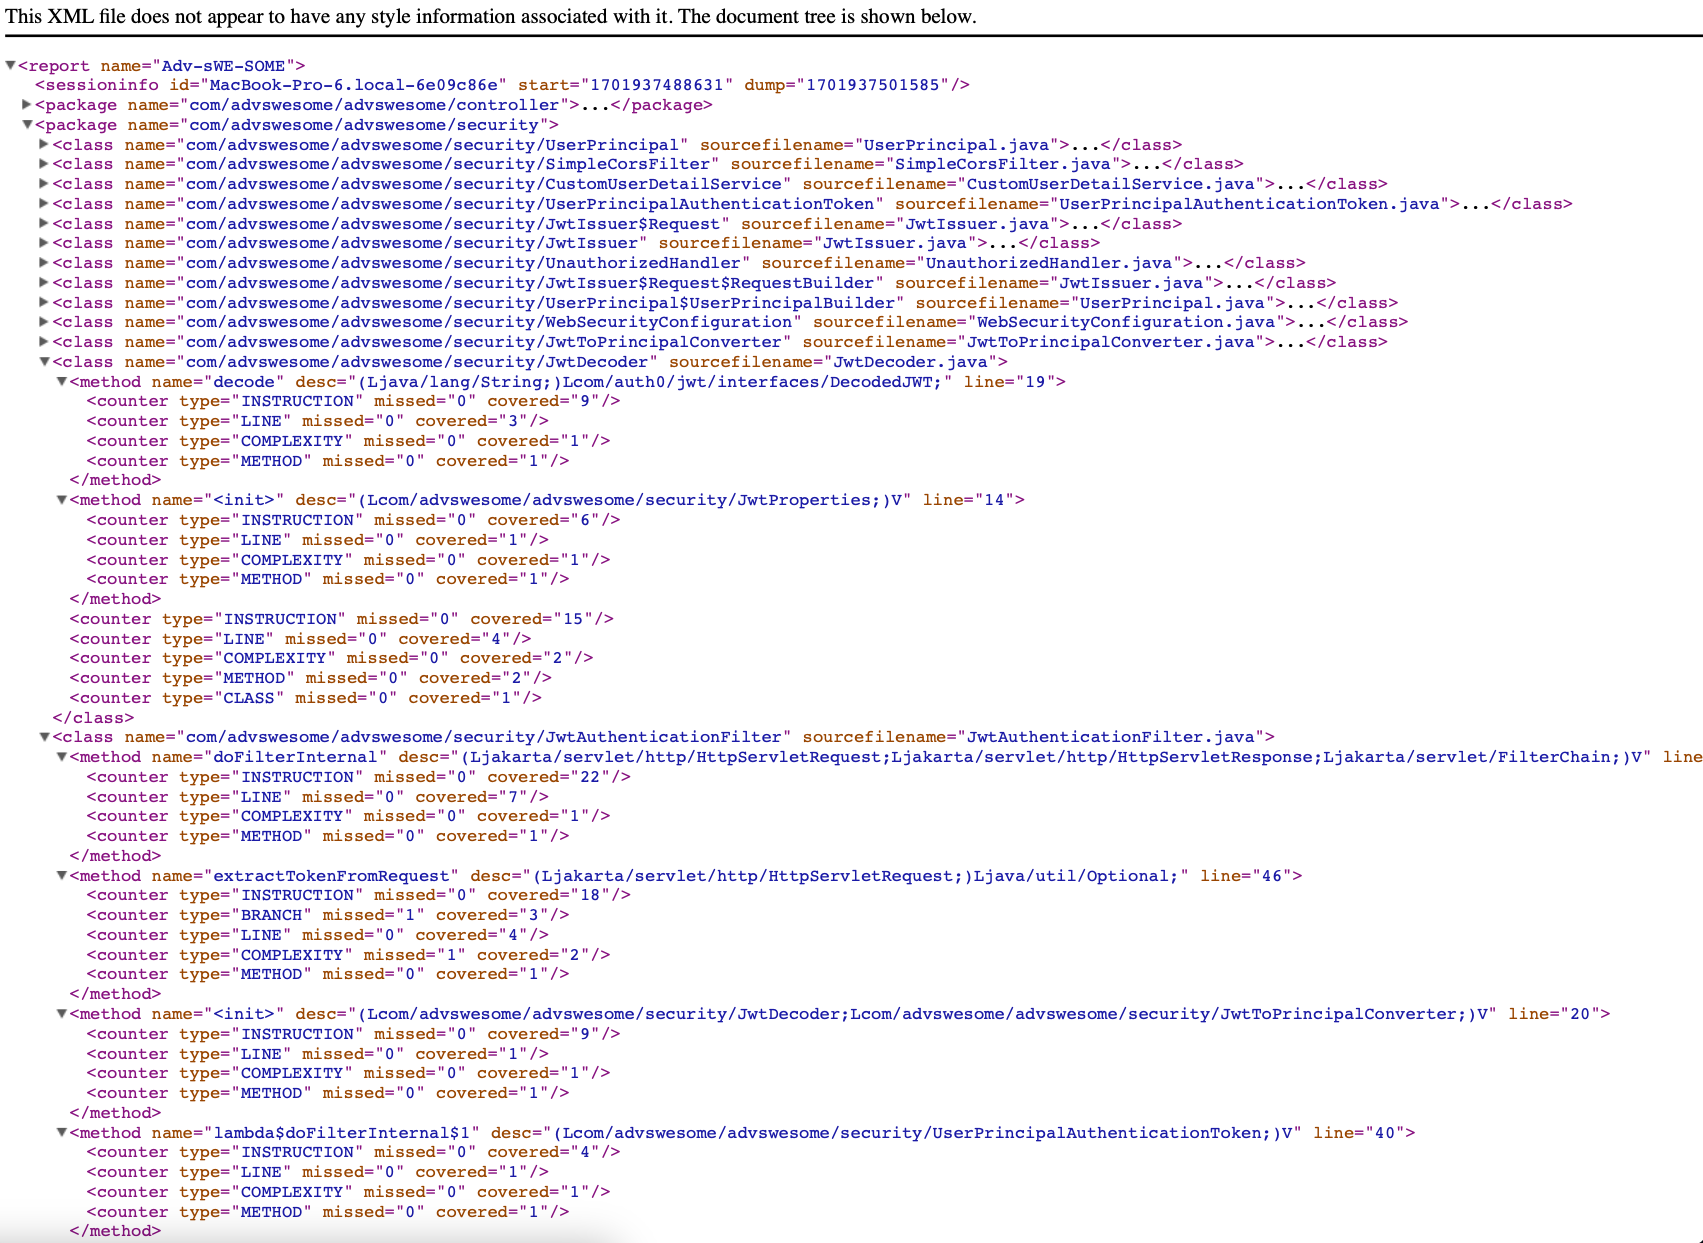 This XML file does not appear to have any style information associated with it. The document tree is shown below.
▼<report name="Adv-sWE-SOME">
<sessioninfo id="MacBook-Pro-6.local-6e09c86e" start="1701937488631" dump="1701937501585"/>
▶<package name="com/advswesome/advswesome/controller">...</package>
▼<package name="com/advswesome/advswesome/security">
▶<class name="com/advswesome/advswesome/security/UserPrincipal" sourcefilename="UserPrincipal.java">...</class>
▶<class name="com/advswesome/advswesome/security/SimpleCorsFilter" sourcefilename="SimpleCorsFilter.java">...</class>
▶<class name="com/advswesome/advswesome/security/CustomUserDetailService" sourcefilename="CustomUserDetailService.java">...</class>
▶<class name="com/advswesome/advswesome/security/UserPrincipalAuthenticationToken" sourcefilename="UserPrincipalAuthenticationToken.java">...</class>
▶<class name="com/advswesome/advswesome/security/JwtIssuer$Request" sourcefilename="JwtIssuer.java">...</class>
▶<class name="com/advswesome/advswesome/security/JwtIssuer" sourcefilename="JwtIssuer.java">...</class>
▶<class name="com/advswesome/advswesome/security/UnauthorizedHandler" sourcefilename="UnauthorizedHandler.java">...</class>
▶<class name="com/advswesome/advswesome/security/JwtIssuer$Request$RequestBuilder" sourcefilename="JwtIssuer.java">...</class>
▶<class name="com/advswesome/advswesome/security/UserPrincipal$UserPrincipalBuilder" sourcefilename="UserPrincipal.java">...</class>
▶<class name="com/advswesome/advswesome/security/WebSecurityConfiguration" sourcefilename="WebSecurityConfiguration.java">...</class>
▶<class name="com/advswesome/advswesome/security/JwtToPrincipalConverter" sourcefilename="JwtToPrincipalConverter.java">...</class>
▼<class name="com/advswesome/advswesome/security/JwtDecoder" sourcefilename="JwtDecoder.java">
▼<method name="decode" desc="(Ljava/lang/String;)Lcom/auth0/jwt/interfaces/DecodedJWT;" line="19">
<counter type="INSTRUCTION" missed="0" covered="9"/>
<counter type="LINE" missed="0" covered="3"/>
<counter type="COMPLEXITY" missed="0" covered="1"/>
<counter type="METHOD" missed="0" covered="1"/>
</method>
▼<method name="<init>" desc="(Lcom/advswesome/advswesome/security/JwtProperties;)V" line="14">
<counter type="INSTRUCTION" missed="0" covered="6"/>
<counter type="LINE" missed="0" covered="1"/>
<counter type="COMPLEXITY" missed="0" covered="1"/>
<counter type="METHOD" missed="0" covered="1"/>
</method>
<counter type="INSTRUCTION" missed="0" covered="15"/>
<counter type="LINE" missed="0" covered="4"/>
<counter type="COMPLEXITY" missed="0" covered="2"/>
<counter type="METHOD" missed="0" covered="2"/>
<counter type="CLASS" missed="0" covered="1"/>
</class>
▼<class name="com/advswesome/advswesome/security/JwtAuthenticationFilter" sourcefilename="JwtAuthenticationFilter.java">
▼<method name="doFilterInternal" desc="(Ljakarta/servlet/http/HttpServletRequest;Ljakarta/servlet/http/HttpServletResponse;Ljakarta/servlet/FilterChain;)V" line
<counter type="INSTRUCTION" missed="0" covered="22"/>
<counter type="LINE" missed="0" covered="7"/>
<counter type="COMPLEXITY" missed="0" covered="1"/>
<counter type="METHOD" missed="0" covered="1"/>
</method>
▼<method name="extractTokenFromRequest" desc="(Ljakarta/servlet/http/HttpServletRequest;)Ljava/util/Optional;" line="46">
<counter type="INSTRUCTION" missed="0" covered="18"/>
<counter type="BRANCH" missed="1" covered="3"/>
<counter type="LINE" missed="0" covered="4"/>
<counter type="COMPLEXITY" missed="1" covered="2"/>
<counter type="METHOD" missed="0" covered="1"/>
</method>
▼<method name="<init>" desc="(Lcom/advswesome/advswesome/security/JwtDecoder;Lcom/advswesome/advswesome/security/JwtToPrincipalConverter;)V" line="20">
<counter type="INSTRUCTION" missed="0" covered="9"/>
<counter type="LINE" missed="0" covered="1"/>
<counter type="COMPLEXITY" missed="0" covered="1"/>
<counter type="METHOD" missed="0" covered="1"/>
</method>
▼<method name="lambda$doFilterInternal$1" desc="(Lcom/advswesome/advswesome/security/UserPrincipalAuthenticationToken;)V" line="40">
<counter type="INSTRUCTION" missed="0" covered="4"/>
<counter type="LINE" missed="0" covered="1"/>
<counter type="COMPLEXITY" missed="0" covered="1"/>
<counter type="METHOD" missed="0" covered="1"/>
</method>